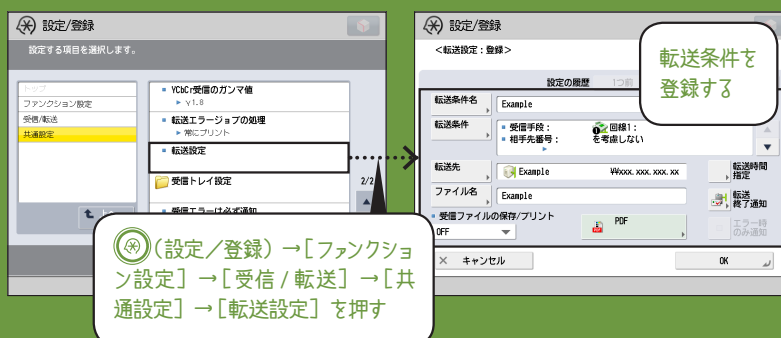 設定/登録
設定する項目を選択します。
トップ
ファンクション設定
受信/転送
共通設定
YCbCr受信のガンマ値
γ1.8
転送エラージョブの処理
常にプリント
転送設定
受信トレイ設定
2/2
受信エラーは必ず通知
(設定／登録)→[ファンクショ
ン設定]→[受信/転送]→[共
通設定]→[転送設定]を押す
設定/登録
<転送設定：登録>
転送条件を
登録する
設定の履歴
1つ前
転送条件名
Example
転送条件
受信手段： 回線1：
相手先番号： を考慮しない
転送先
Example ¥¥xxx.xxx.xxx.xx
転送時間
指定
ファイル名
Example
転送
終了通知
受信ファイルの保存/プリント
OFF
PDF
エラー時
のみ通知
× キャンセル
OK